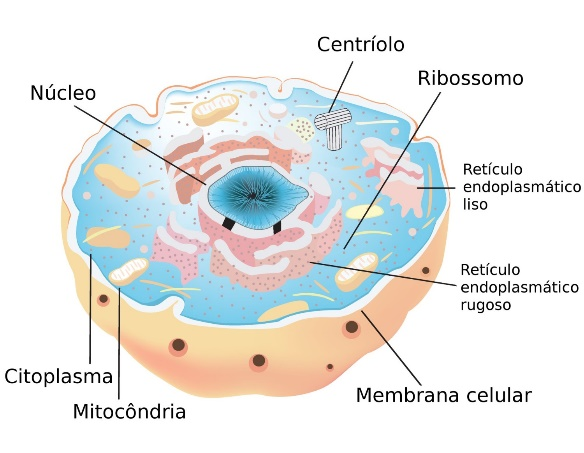 Centríolo
Ribossomo
Núcleo
Retículo
endoplasmático
liso
Retículo
endoplasmático
rugoso
Citoplasma
Membrana celular
Mitocôndria